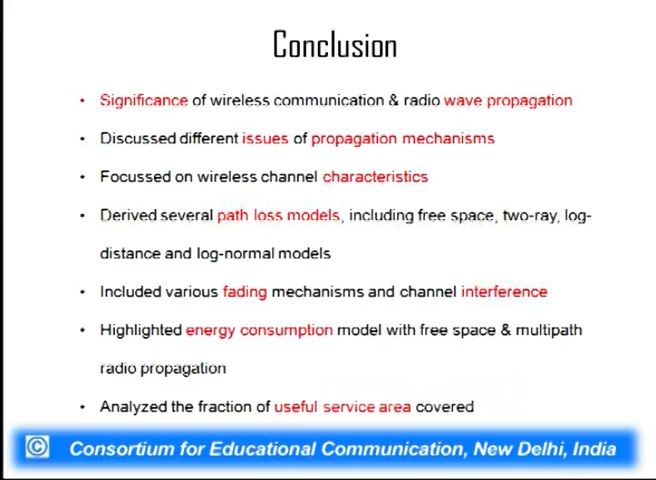 Conclusion
• Significance of wireless communication & radio wave propagation
• Discussed different issues of propagation mechanisms
• Focussed on wireless channel characteristics
• Derived several path loss models, including free space, two-ray, log-
distance and log-normal models
• Included various fading mechanisms and channel interference
• Highlighted energy consumption model with free space & multipath
radio propagation
• Analyzed the fraction of useful service area covered
© Consortium for Educational Communication, New Delhi, India